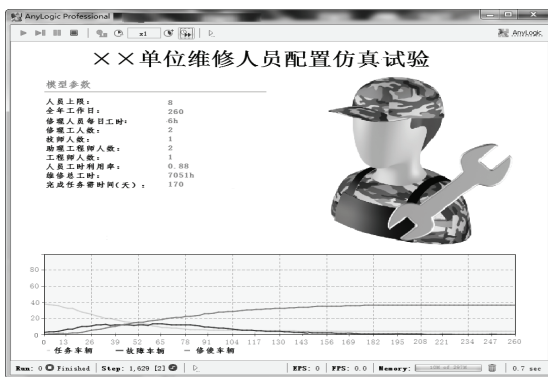 AnyLogic Professional
x1
AnyLogic
××单位维修人员配置仿真试验
模型参数
人员上限: 8
全年工作日: 260
修理人员每日工时: 6h
修理工人数: 2
技师人数: 1
助理工程师人数: 2
工程师人数: 1
人员工时利用率: 0.88
维修总工时: 7051h
完成任务需时间(天): 170
80
60
40
20
0
0 13 26 39 52 65 78 91 104 117 130 143 156 169 182 195 208 221 234 247 260
任务车辆 故障车辆 修使车辆
Run: 0 Finished Step: 1,629 [2] EPS: 0 FPS: 0.0 Memory: 0.7 sec